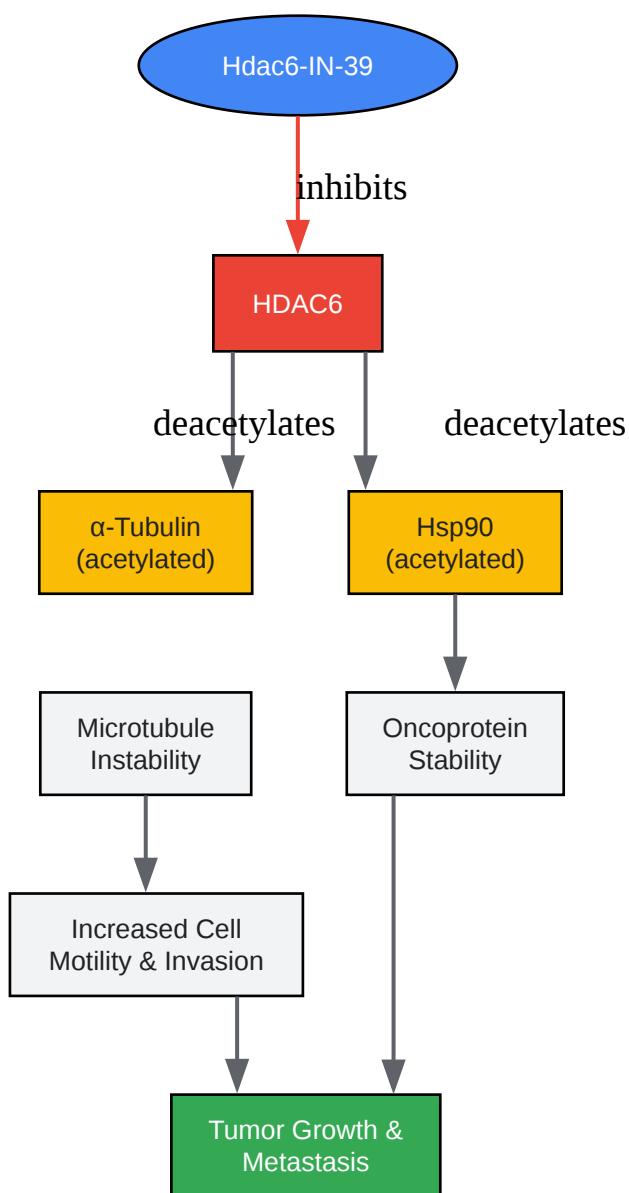 Hdac6-IN-39
inhibits
HDAC6
deacetylates
deacetylates
α-Tubulin
(acetylated)
Hsp90
(acetylated)
Microtubule
Instability
Oncoprotein
Stability
Increased Cell
Motility & Invasion
Tumor Growth &
Metastasis